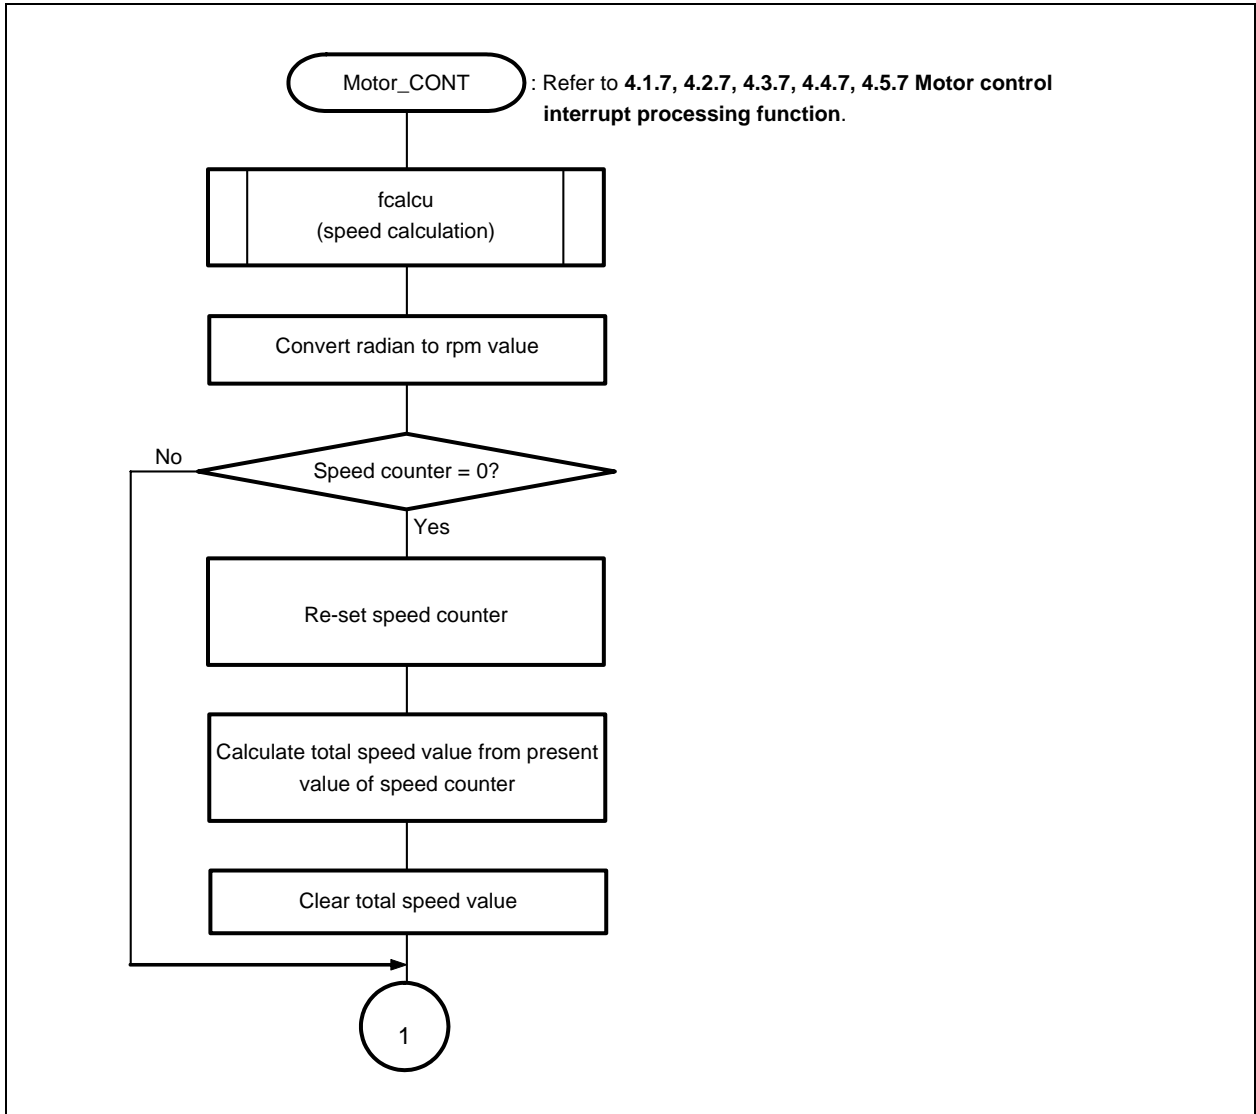 Motor_CONT
: Refer to 4.1.7, 4.2.7, 4.3.7, 4.4.7, 4.5.7 Motor control
interrupt processing function.
fcalcu
(speed calculation)
Convert radian to rpm value
No
Speed counter = 0?
Yes
Re-set speed counter
Calculate total speed value from present
value of speed counter
Clear total speed value
1